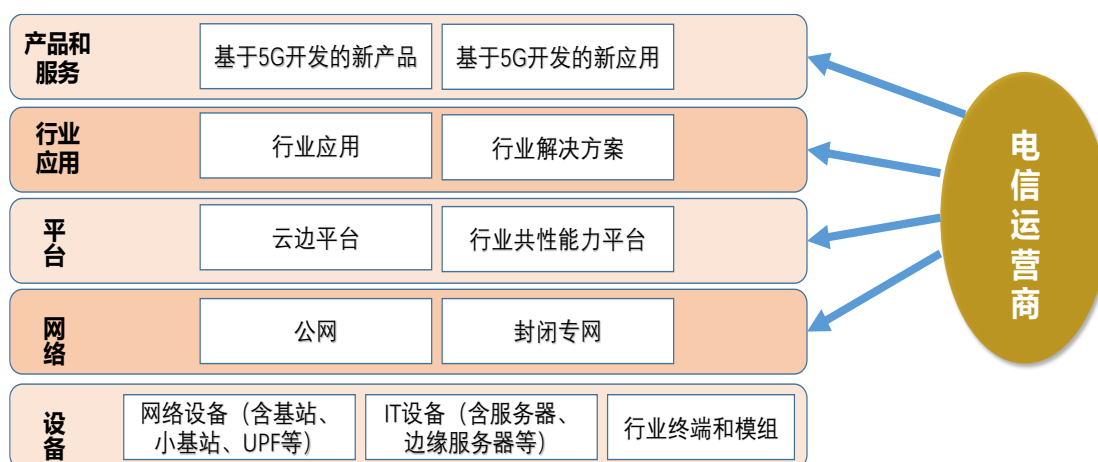 产品和
服务
基于5G开发的新产品
基于5G开发的新应用
行业
应用
行业应用
行业解决方案
平
台
云边平台
行业共性能力平台
网
络
公网
封闭专网
设
备
网络设备（含基站、
小基站、UPF等）
IT设备（含服务器、
边缘服务器等）
行业终端和模组
电
信
运
营
商